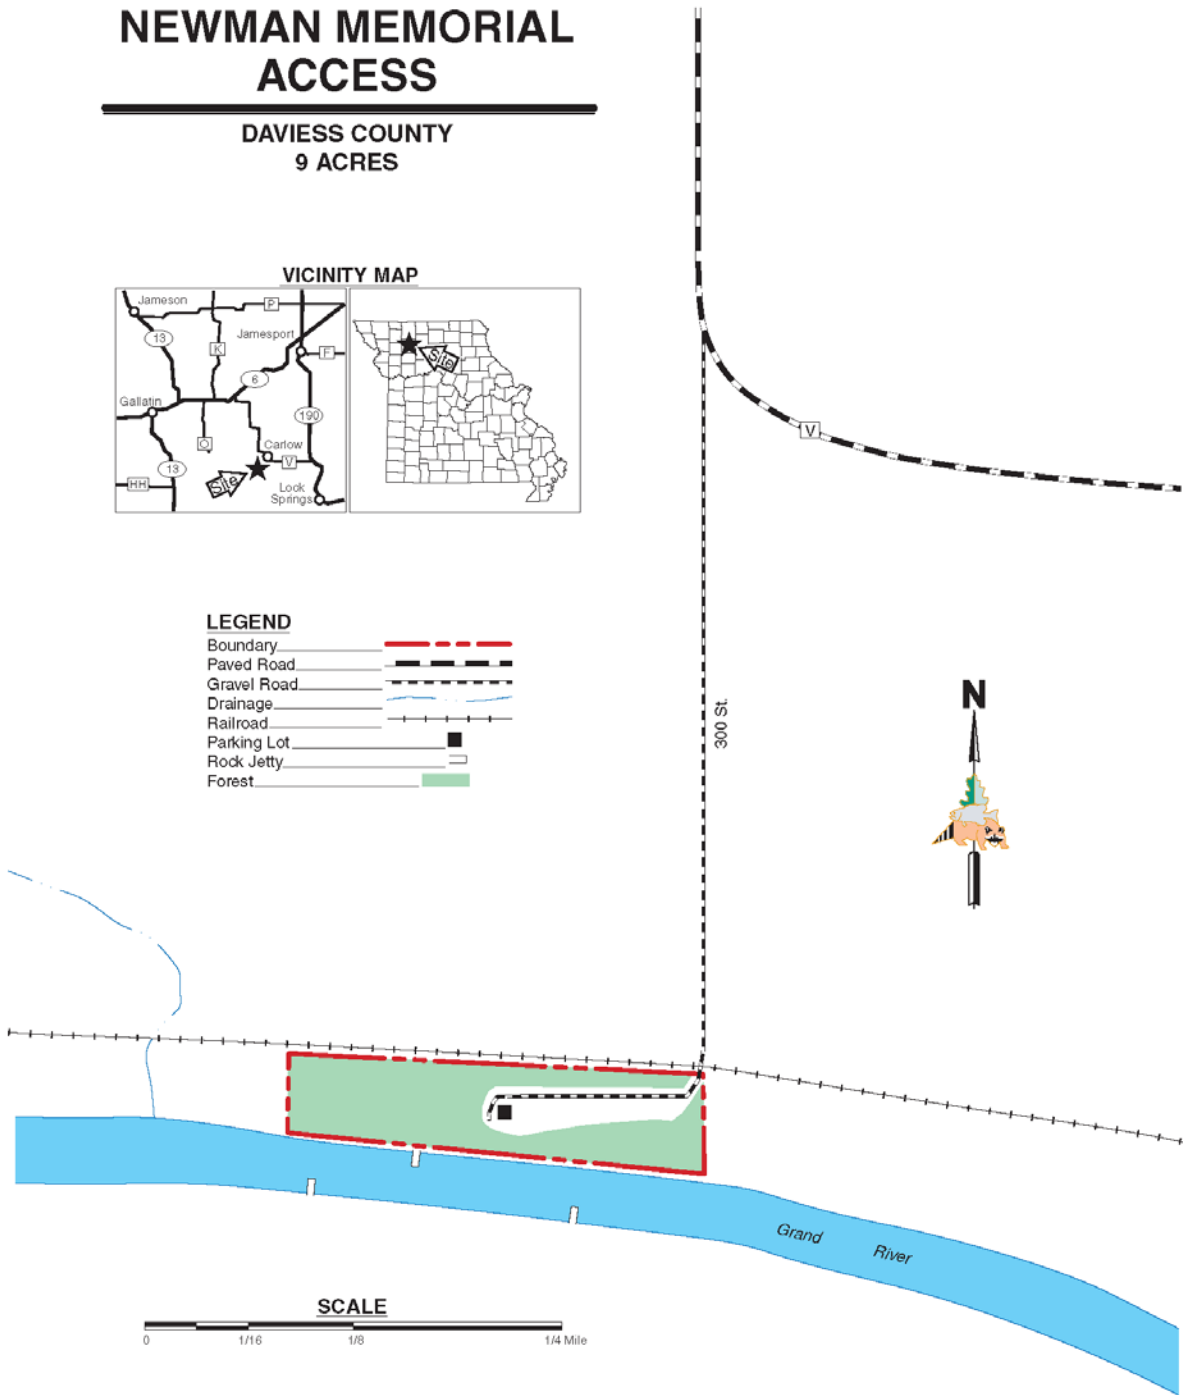 NEWMAN MEMORIAL
ACCESS
DAVIESS COUNTY
9 ACRES
VICINITY MAP
Jameson
P
13
K
Jamesport
F
6
Gallatin
190
O
Carlow
V
13
HH
Site
Lock
Springs
Site
V
LEGEND
Boundary
Paved Road
Gravel Road
Drainage
Railroad
Parking Lot
Rock Jetty
Forest
300 St.
N
Grand River
SCALE
0 1/16 1/8 1/4 Mile